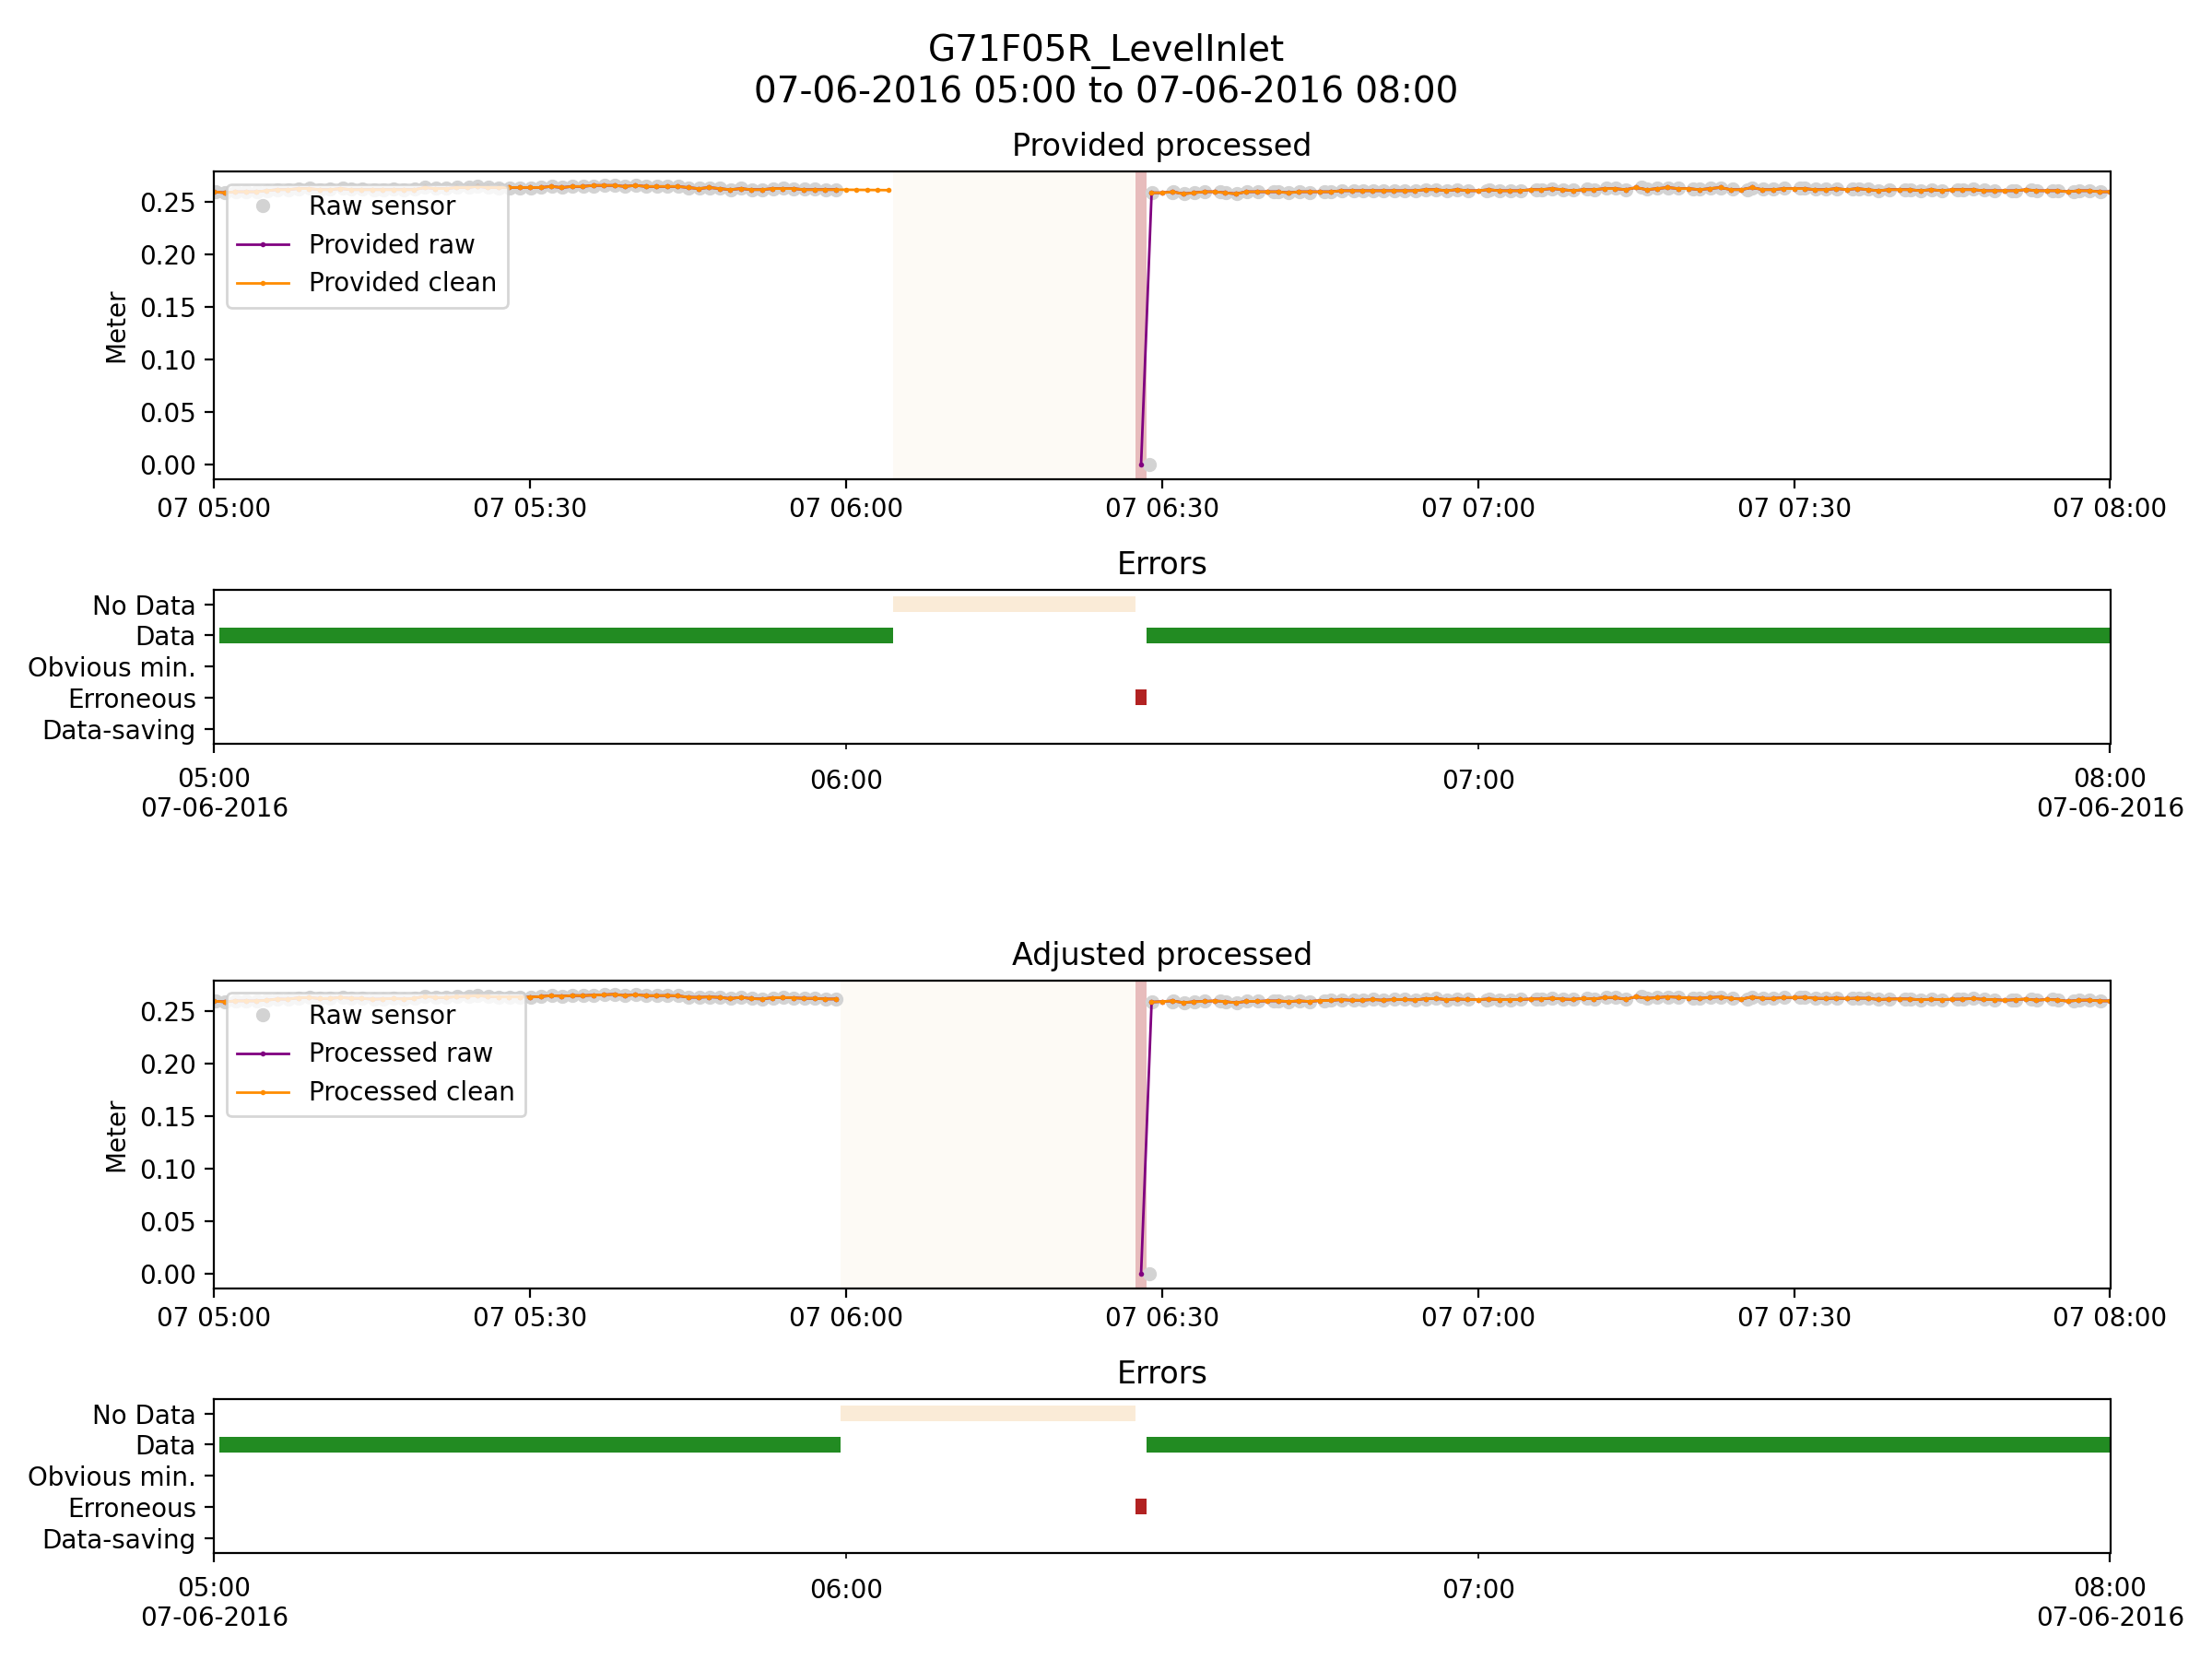 G71F05R_LevelInlet
07-06-2016 05:00 to 07-06-2016 08:00
Provided processed
Meter
0.25
0.20
0.15
0.10
0.05
0.00
Raw sensor
Provided raw
Provided clean
07 05:00 07 05:30 07 06:00 07 06:30 07 07:00 07 07:30 07 08:00
Errors
No Data
Data
Obvious min.
Erroneous
Data-saving
05:00 06:00 07:00 08:00
07-06-2016 07-06-2016
Adjusted processed
Meter
0.25
0.20
0.15
0.10
0.05
0.00
Raw sensor
Processed raw
Processed clean
07 05:00 07 05:30 07 06:00 07 06:30 07 07:00 07 07:30 07 08:00
Errors
No Data
Data
Obvious min.
Erroneous
Data-saving
05:00 06:00 07:00 08:00
07-06-2016 07-06-2016